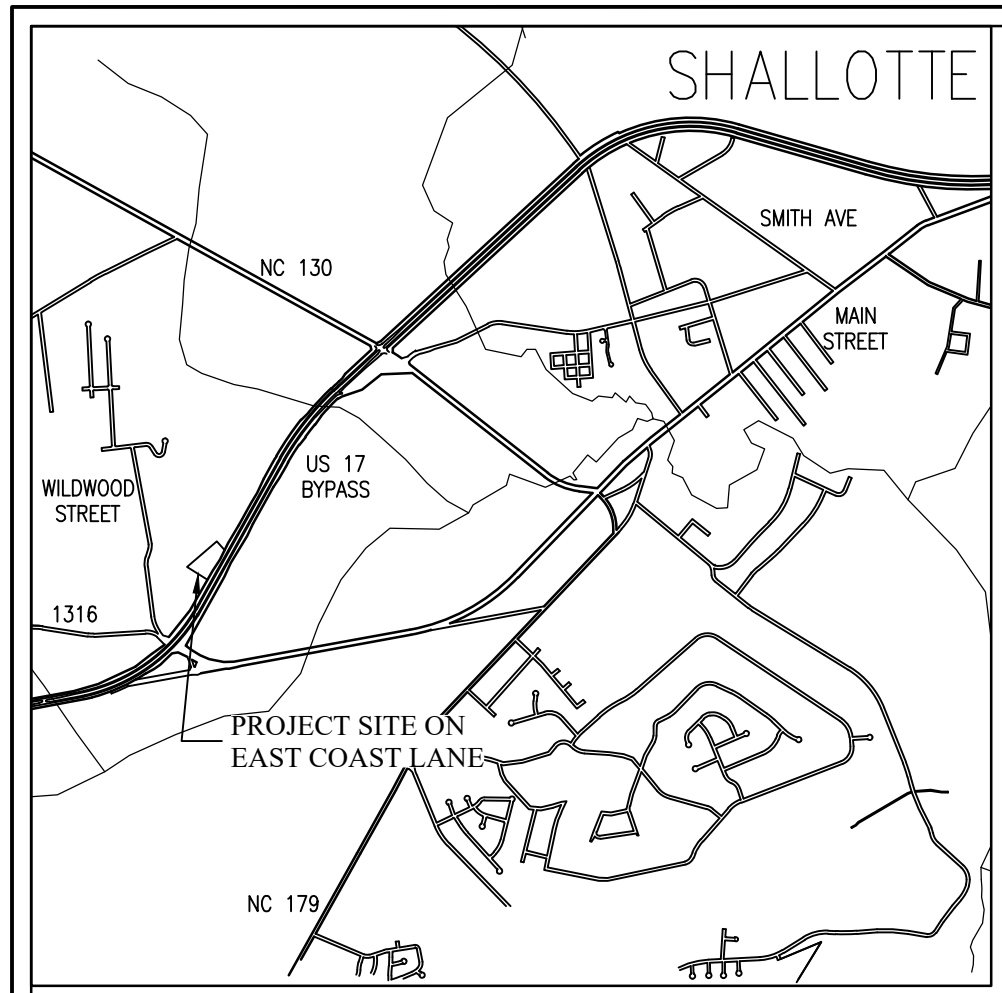 SHALLOTTE
SMITH AVE
NC 130
MAIN
STREET
US 17
BYPASS
WILDWOOD
STREET
1316
PROJECT SITE ON
EAST COAST LANE
NC 179